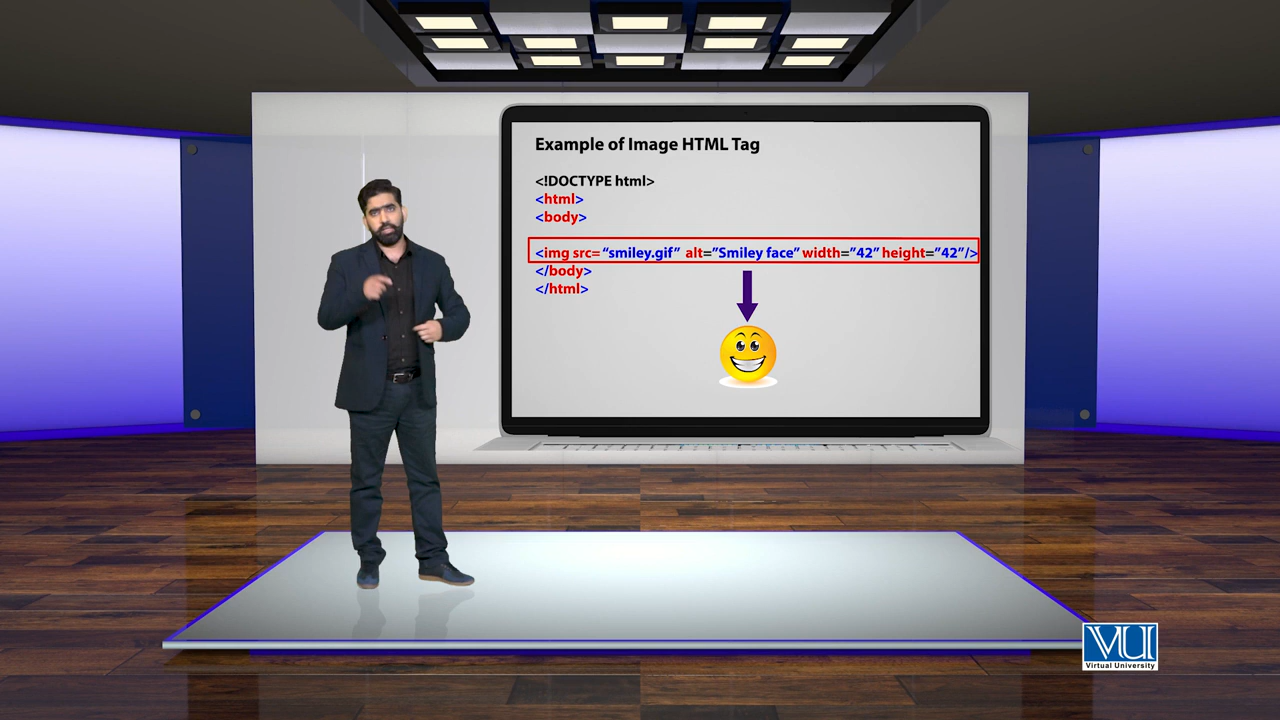 Example of Image HTML Tag
<!DOCTYPE html>
<html>
<body>
<img src= “smiley.gif” alt=”Smiley face” width=”42” height=”42”/>
</body>
</html>
VU
Virtual University